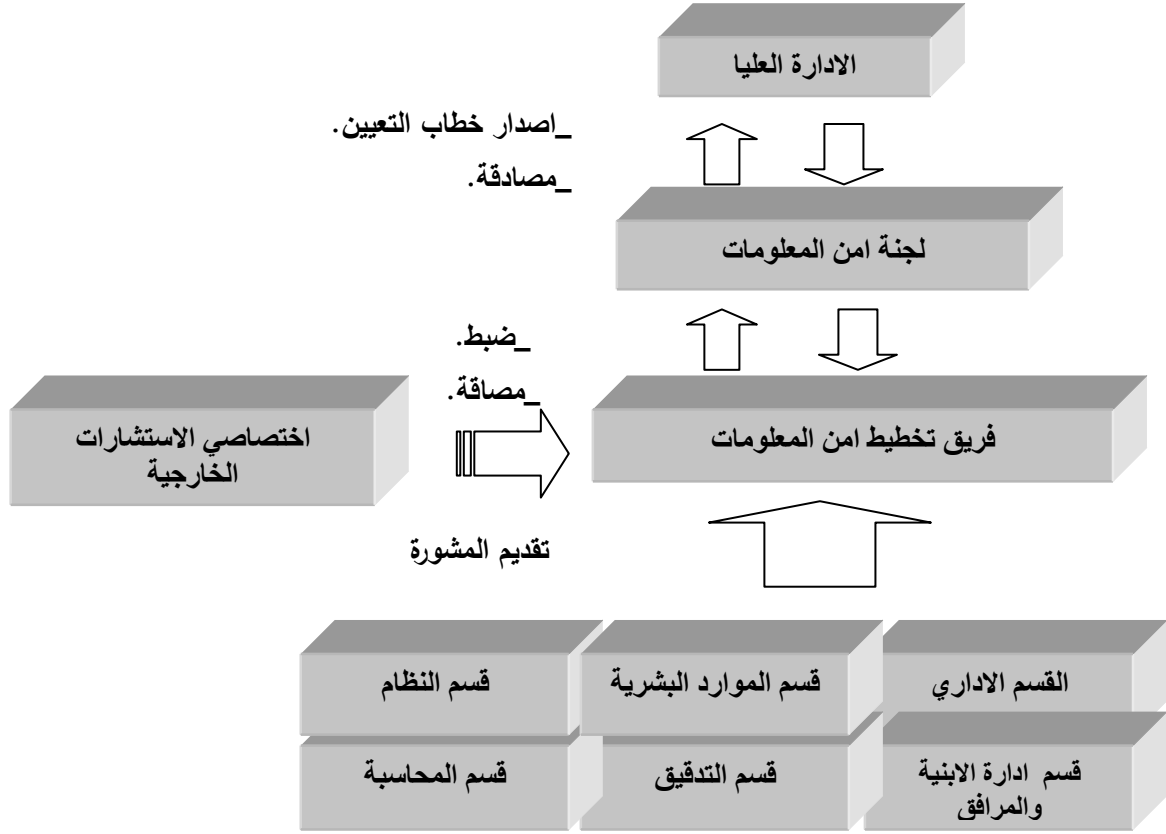 الادارة العليا
_اصدار خطاب التعيين.
_مصادقة.
لجنة امن المعلومات
_ضبط.
_مصاقة.
فريق تخطيط امن المعلومات
اختصاصي الاستشارات
الخارجية
تقديم المشورة
القسم الاداري
قسم الموارد البشرية
قسم النظام
قسم ادارة الابنية
والمرافق
قسم التدقيق
قسم المحاسبة